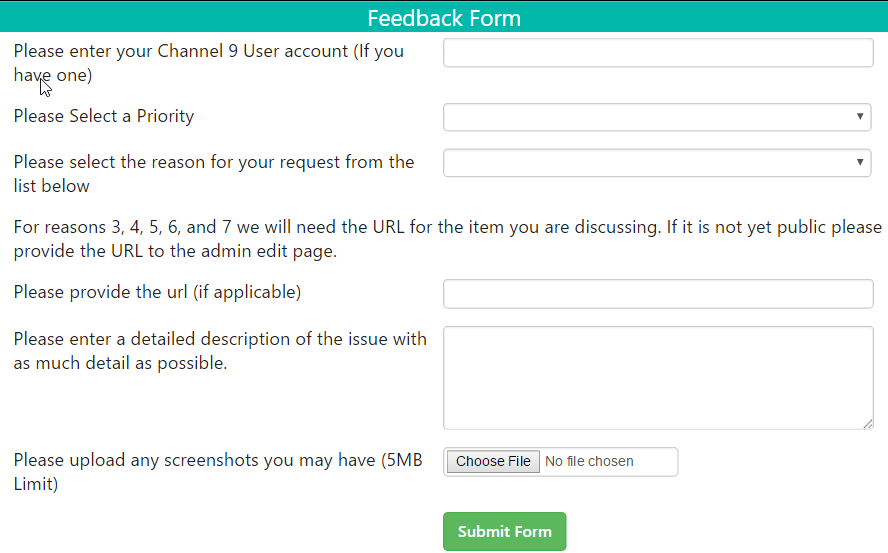 Feedback Form
Please enter your Channel 9 User account (If you
have one)
Please Select a Priority
Please select the reason for your request from the
list below
For reasons 3, 4, 5, 6, and 7 we will need the URL for the item you are discussing. If it is not yet public please
provide the URL to the admin edit page.
Please provide the url (if applicable)
Please enter a detailed description of the issue with
as much detail as possible.
Please upload any screenshots you may have (5MB
Limit)
Choose File No file chosen
Submit Form